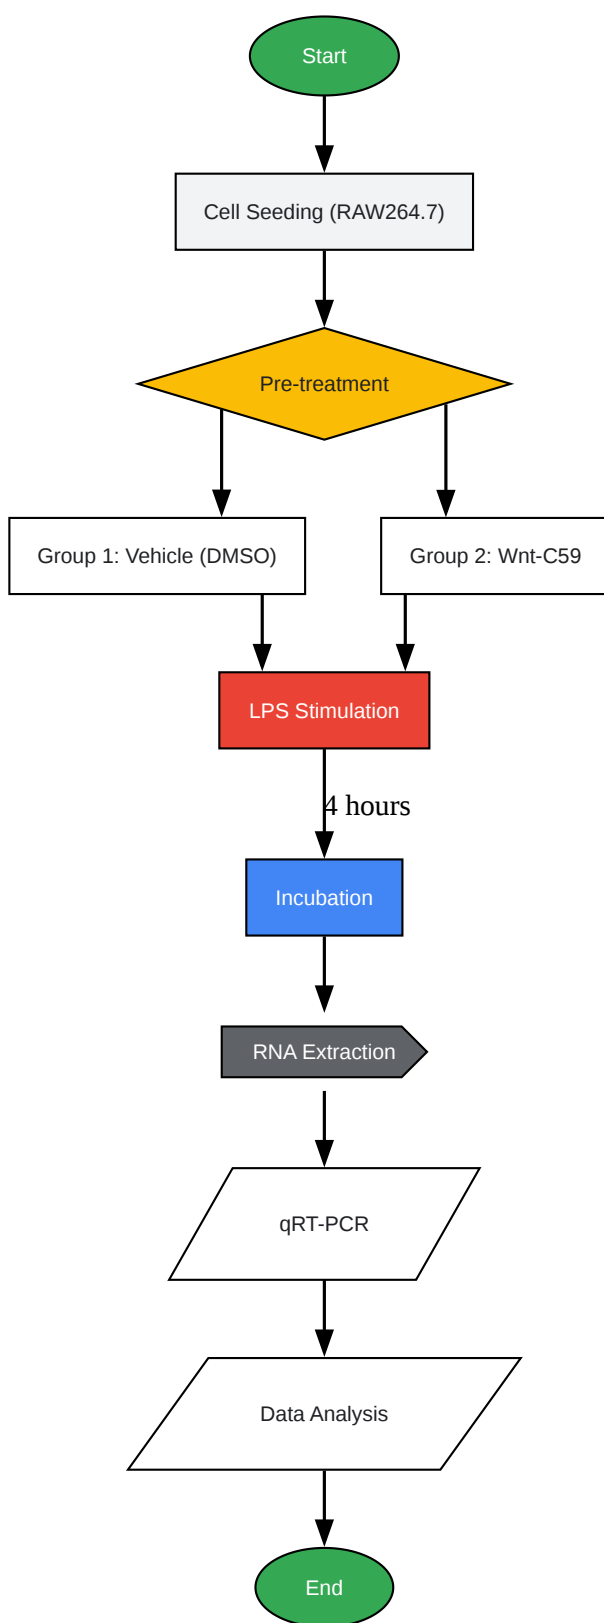 Start
Cell Seeding (RAW264.7)
Pre-treatment
Group 1: Vehicle (DMSO)
Group 2: Wnt-C59
LPS Stimulation
4 hours
Incubation
RNA Extraction
qRT-PCR
Data Analysis
End